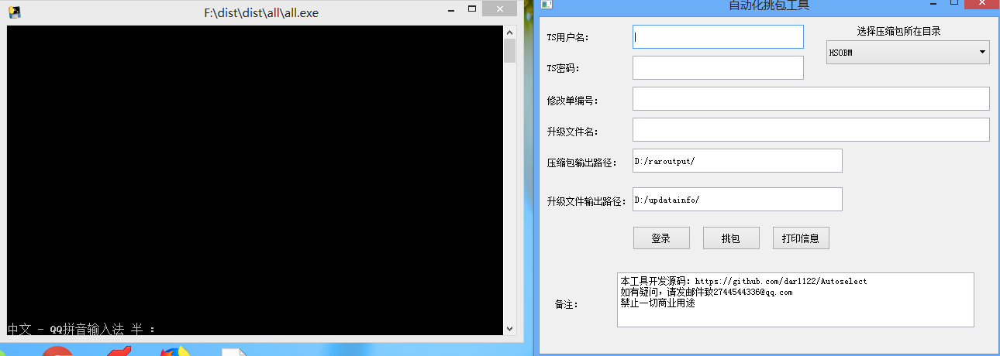 F:\dist\dist\all\all.exe
中文 - QQ拼音输入法 半 :
自动化挑包工具
TS用户名:
选择压缩包所在目录
HSOBM
TS密码:
修改单编号:
升级文件名:
压缩包输出路径:
D:/raroutput/
升级文件输出路径:
D:/updatainfo/
登录
挑包
打印信息
备注:
本工具开发源码: https://github.com/dar1122/Autoselect
如有疑问，请发邮件致2744544336@qq.com
禁止一切商业用途